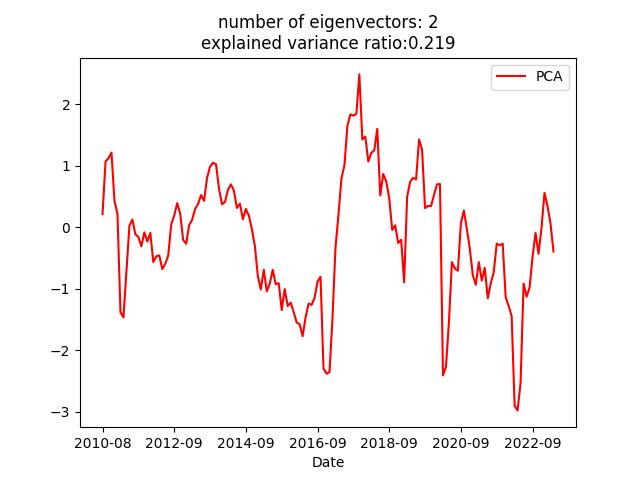 number of eigenvectors: 2
explained variance ratio:0.219
PCA
2
1
0
−1
−2
−3
2010-08 2012-09 2014-09 2016-09 2018-09 2020-09 2022-09
Date